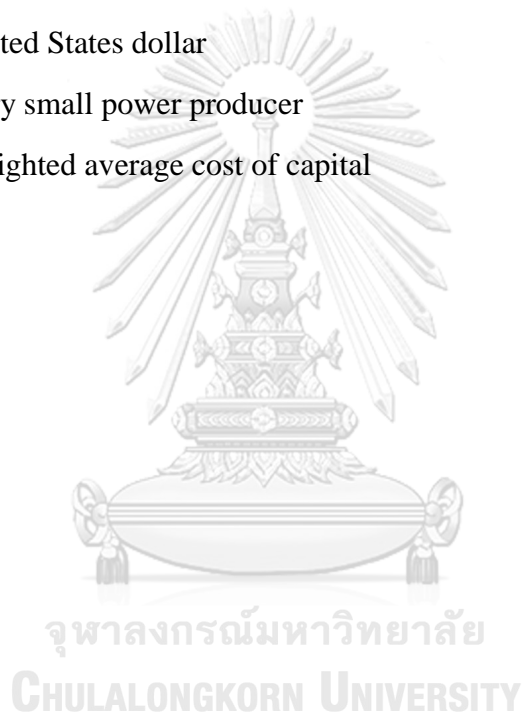 ted States dollar
y small power producer
ighted average cost of capital
จุฬาลงกรณ์มหาวิทยาลัย
CHULALONGKORN UNIVERSITY